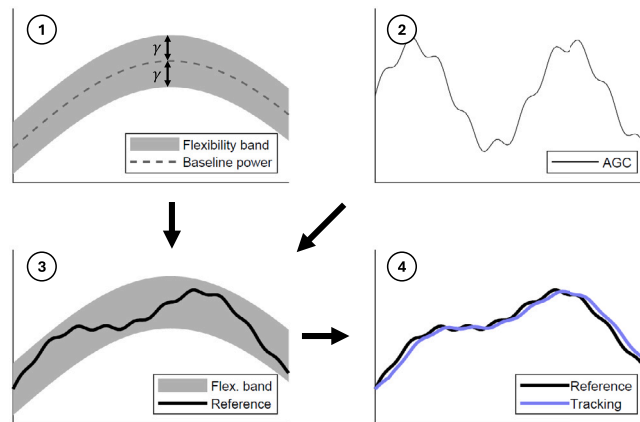 1
γ
γ
Flexibility band
Baseline power
2
AGC
3
Flex. band
Reference
4
Reference
Tracking